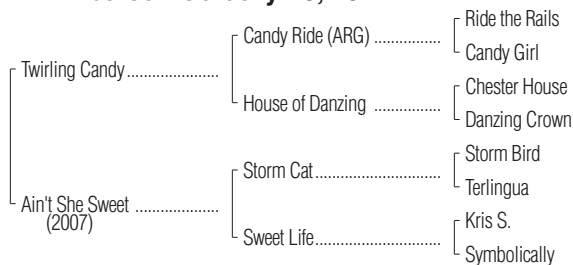 Ride the Rails
Candy Ride (ARG) ................
Candy Girl
Twirling Candy ......................
Chester House
House of Danzing ................
Danzing Crown
Storm Bird
Storm Cat ..............................
Terlingua
Ain't She Sweet ....................
(2007)
Kris S.
Sweet Life ..............................
Symbolically